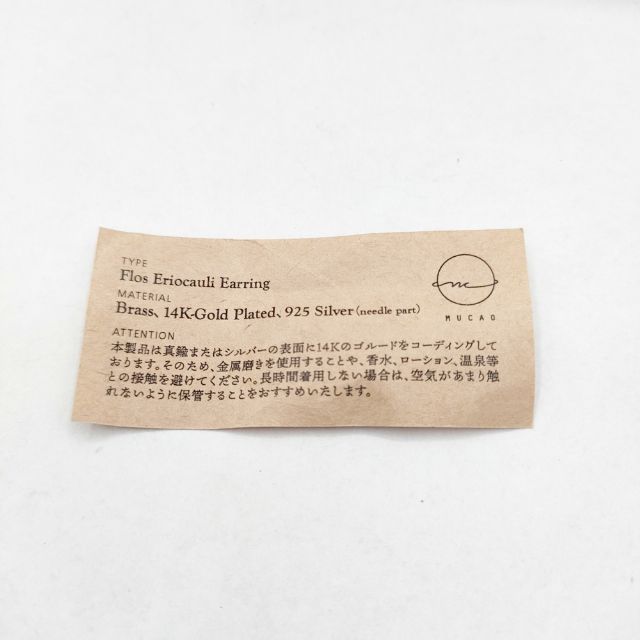 TYPE
Flos Eriocauli Earring
MATERIAL
Brass、14K-Gold Plated、925 Silver (needle part)
ATTENTION
本製品は真鍮またはシルバーの表面に14Kのゴルードをコーディングして
おります。そのため、金属磨きを使用することや、香水、ローション、温泉等
との接触を避けてください。長時間着用しない場合は、空気があまり触
れないように保管することをおすすめいたします。
mc
MUCAO